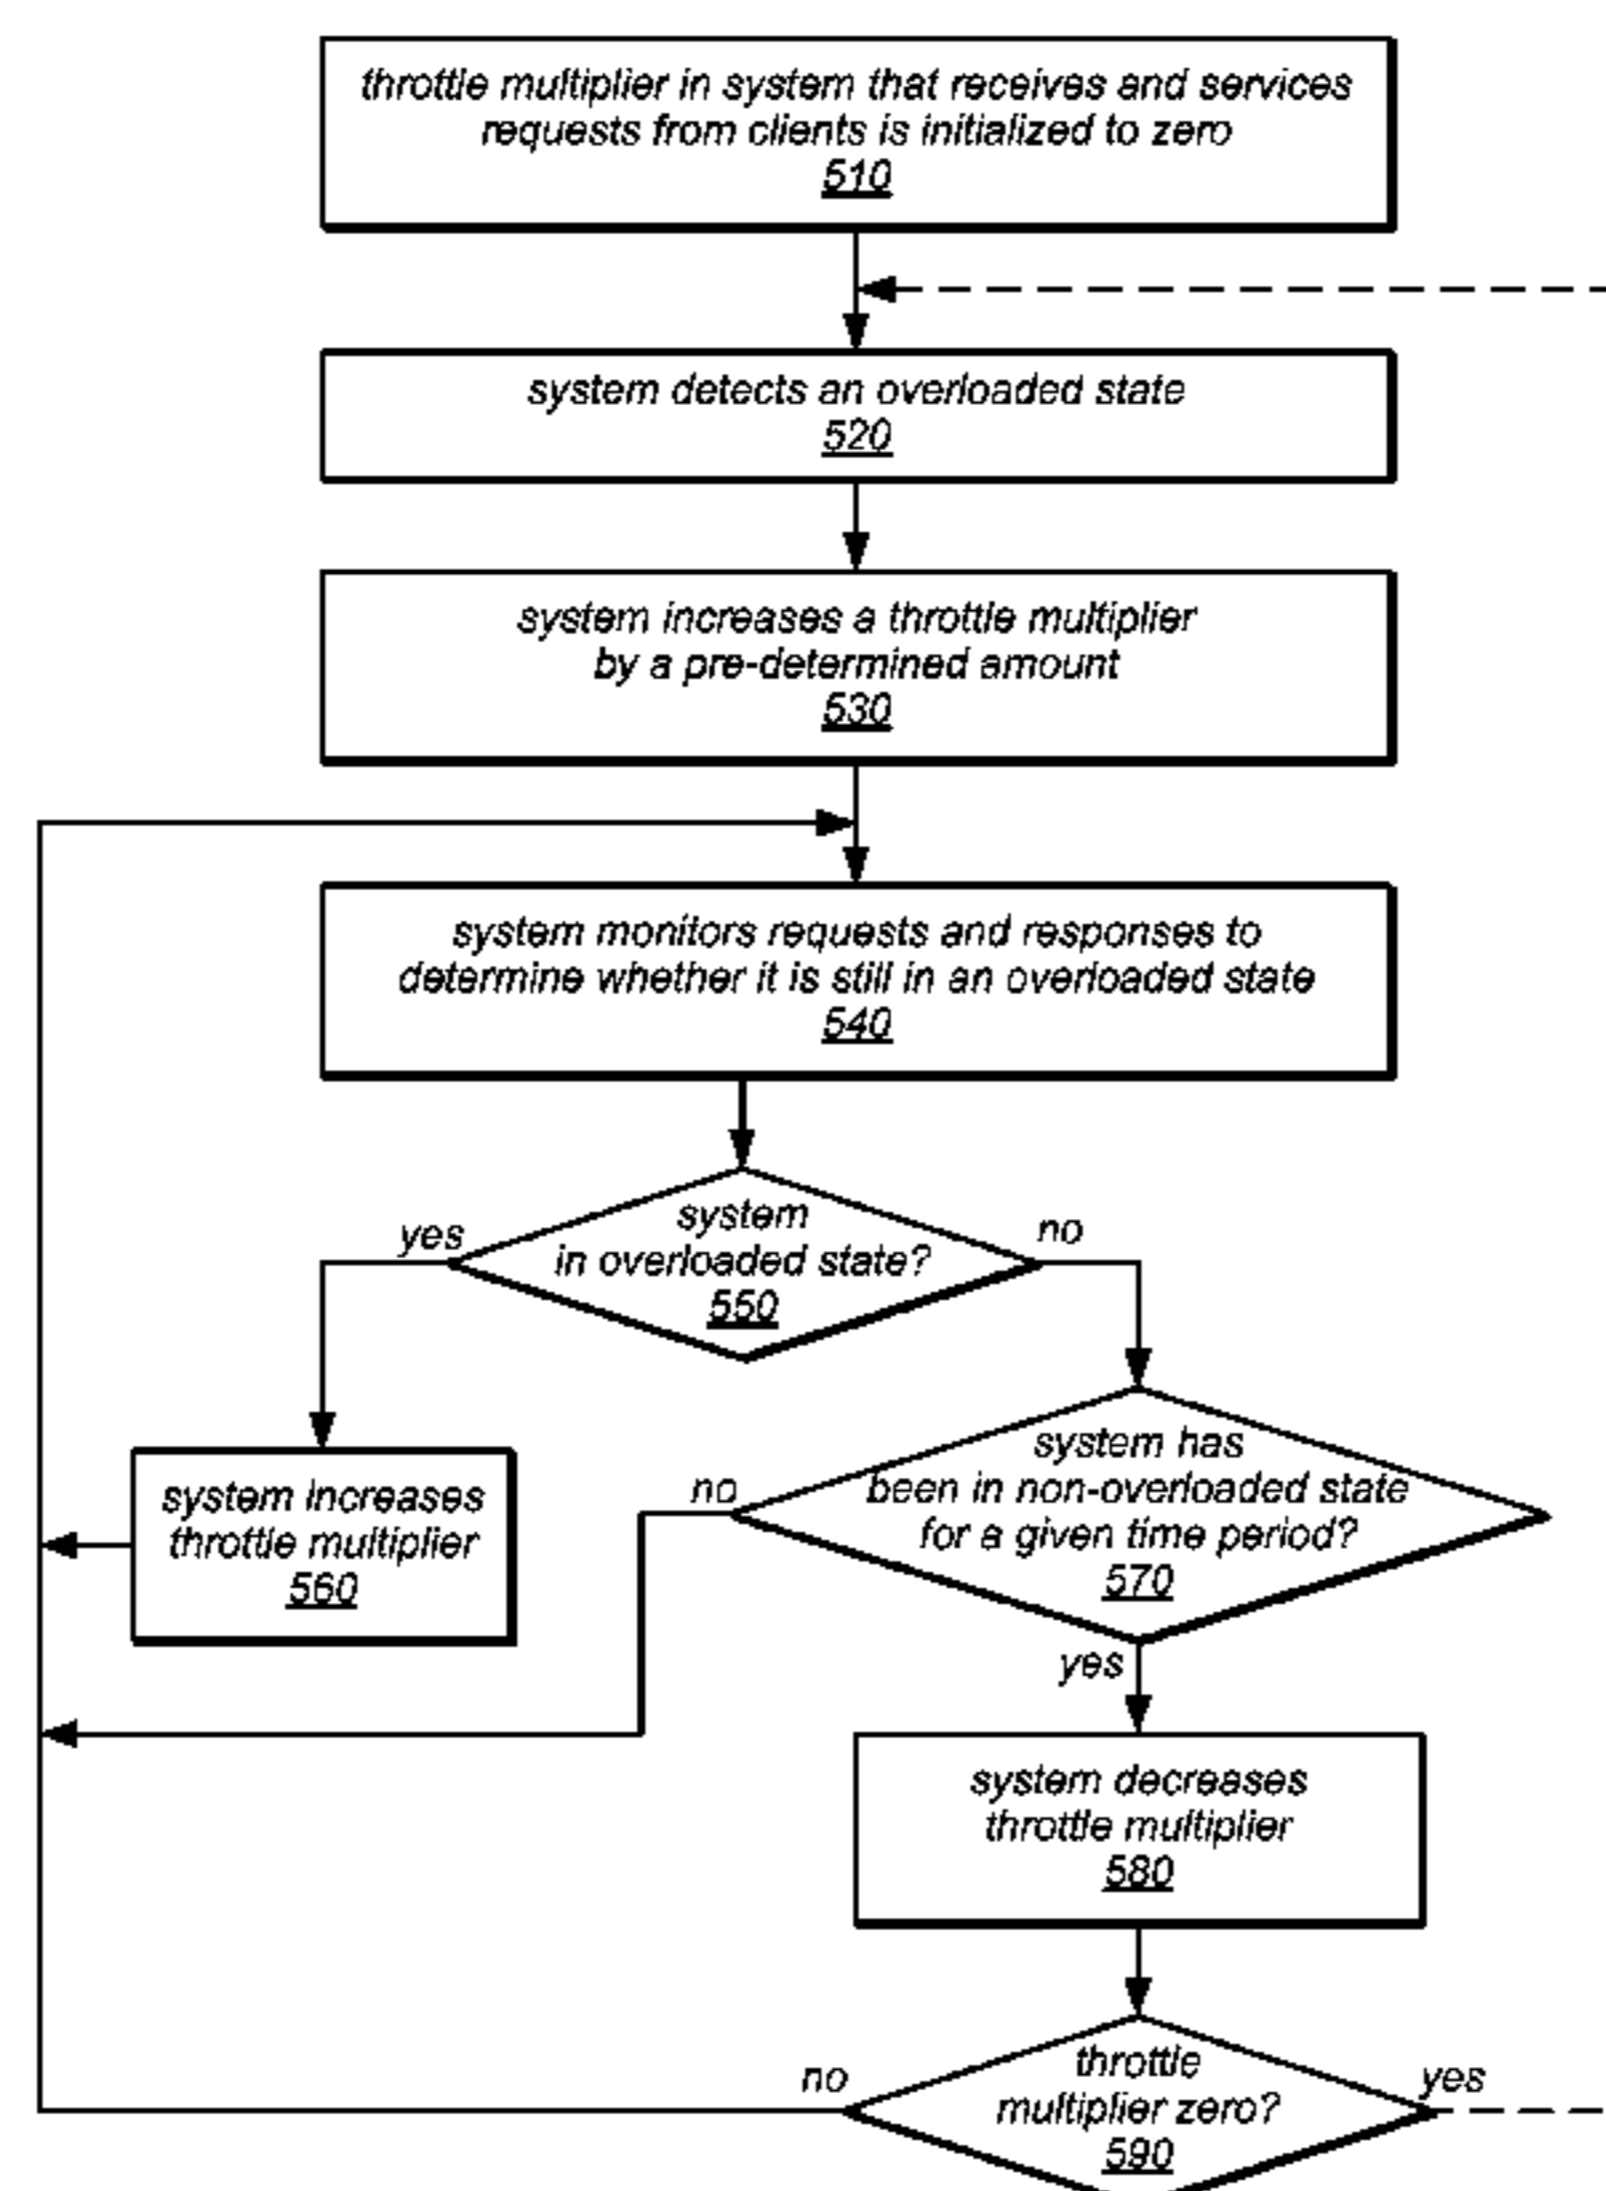 throttle multiplier in system that receives and services
requests from clients is initialized to zero
510
system detects an overloaded state
520
system increases a throttle multiplier
by a pre-determined amount
530
system monitors requests and responses to
determine whether it is still in an overloaded state
540
yes
system
in overloaded state?
550
no
system increases
throttle multiplier
560
no
system has
been in non-overloaded state
for a given time period?
570
yes
system decreases
throttle multiplier
580
no
throttle
multiplier zero?
590
yes